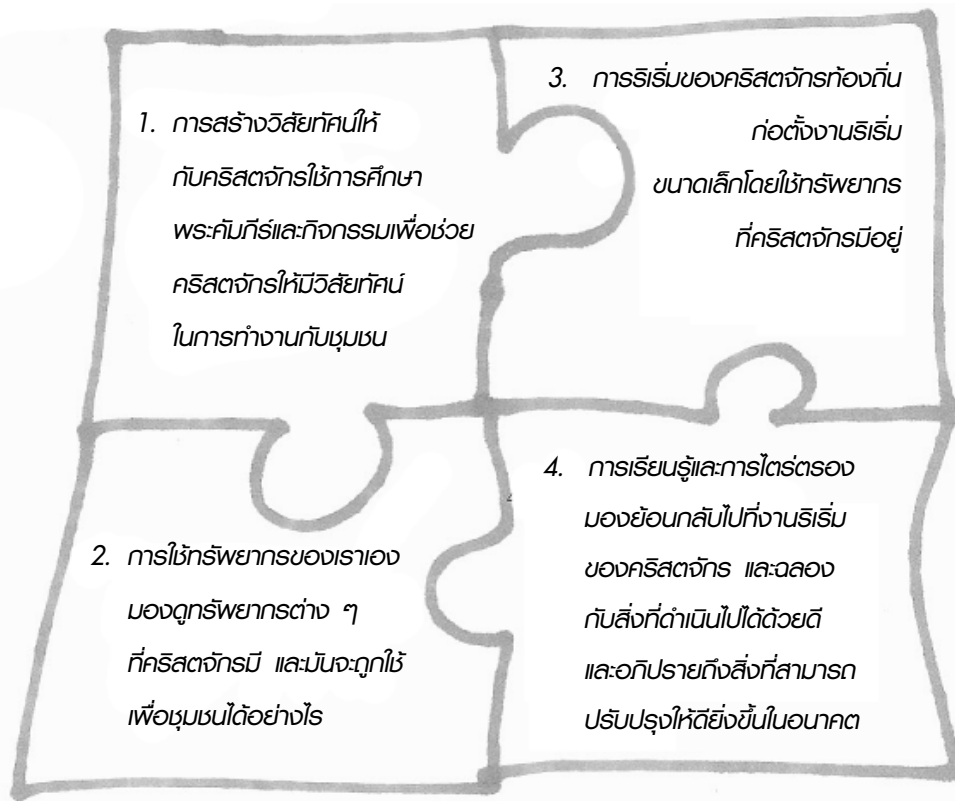 1. การสร้างวิสัยทัศน์ให้
กับคริสตจักรใช้การศึกษา
พระคัมภีร์และกิจกรรมเพื่อช่วย
คริสตจักรให้มีวิสัยทัศน์
ในการทำงานกับชุมชน
2. การใช้ทรัพยากรของเราเอง
มองดูทรัพยากรต่าง ๆ
ที่คริสตจักรมี และมันจะถูกใช้
เพื่อชุมชนได้อย่างไร
3. การริเริ่มของคริสตจักรท้องถิ่น
ก่อตั้งงานริเริ่ม
ขนาดเล็กโดยใช้ทรัพยากร
ที่คริสตจักรมีอยู่
4. การเรียนรู้และการไตร่ตรอง
มองย้อนกลับไปที่งานริเริ่ม
ของคริสตจักร และฉลอง
กับสิ่งที่ดำเนินไปได้ด้วยดี
และอภิปรายถึงสิ่งที่สามารถ
ปรับปรุงให้ดียิ่งขึ้นในอนาคต